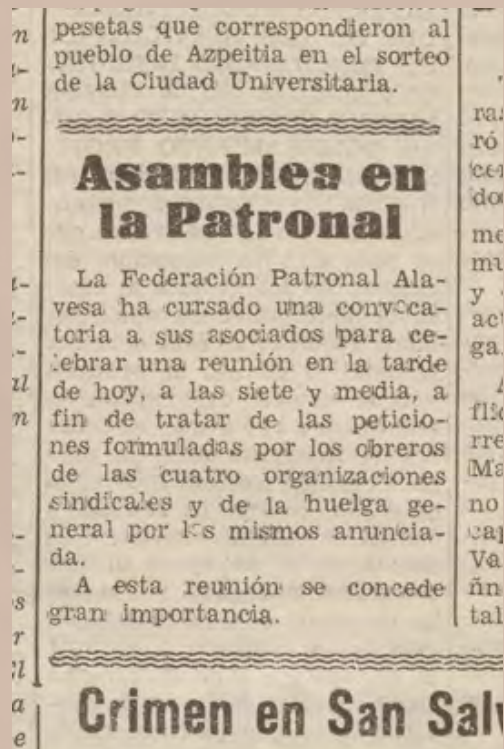 pesetas que correspondieron al
pueblo de Azpeitia en el sorteo
de la Ciudad Universitaria.
Asamblea en
la Patronal
La Federación Patronal Ala-
vesa ha cursado una convoca-
toria a sus asociados para ce-
lebrar una reunión en la tarde
de hoy, a las siete y media, a
fin de tratar de las peticio-
nes formuladas por los obreros
de las cuatro organizaciones
sindicales y de la huelga ge-
neral por los mismos anuncia-
da.
A esta reunión se concede
gran importancia.
Crimen en San